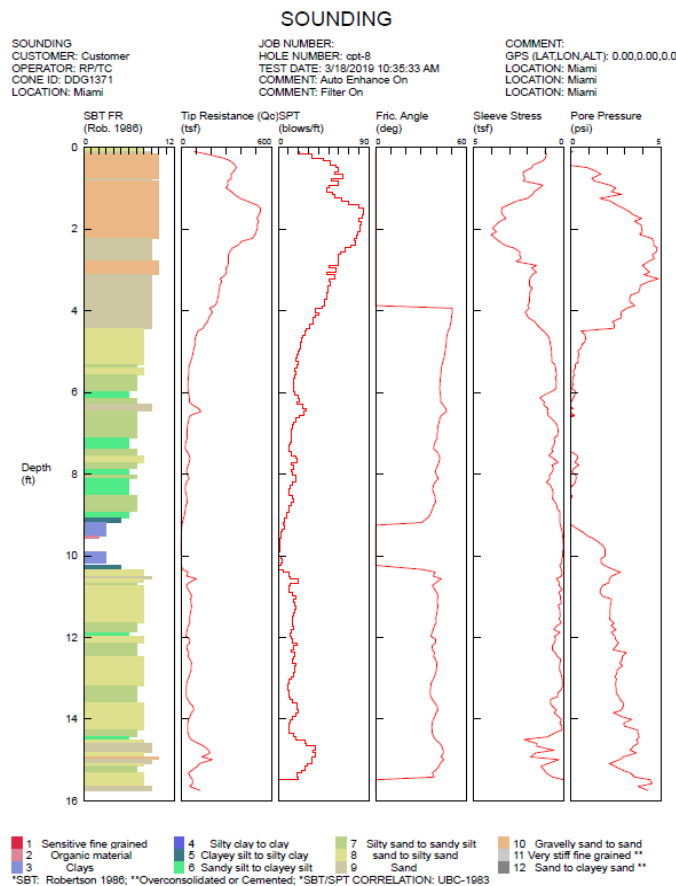 SOUNDING
SOUNDING
CUSTOMER: Customer
OPERATOR: RP/TC
CONE ID: DDG1371
LOCATION: Miami
JOB NUMBER:
HOLE NUMBER: cpt-8
TEST DATE: 3/18/2019 10:35:33 AM
COMMENT: Auto Enhance On
COMMENT: Filter On
COMMENT:
GPS (LAT,LON,ALT): 0.00,0.00,0.0
LOCATION: Miami
LOCATION: Miami
LOCATION: Miami
SBT FR
(Rob. 1986)
0 12
Tip Resistance (Qc)
(tsf)
0 600
SPT
(blows/ft)
0 90
Fric. Angle
(deg)
0 60
Sleeve Stress
(tsf)
5 0
Pore Pressure
(psi)
5
0
2
4
6
Depth
(ft)
8
10
12
14
16
1 Sensitive fine grained
2 Organic material
3 Clays
4 Silty clay to clay
5 Clayey silt to silty clay
6 Sandy silt to clayey silt
7 Silty sand to sandy silt
8 sand to silty sand
9 Sand
10 Gravelly sand to sand
11 Very stiff fine grained **
12 Sand to clayey sand **
*SBT: Robertson 1986; **Overconsolidated or Cemented; *SBT/SPT CORRELATION: UBC-1983